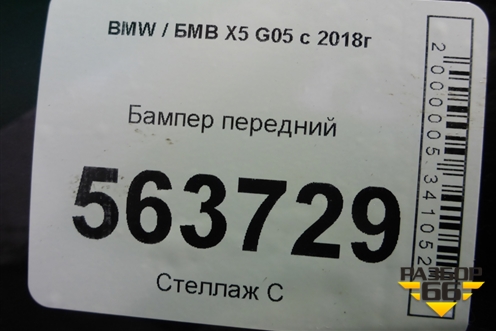 BMW / БМВ X5 G05 с 2018г
Бампер передний
563729
Стеллаж С
2000005341052
РАЗБОР
66